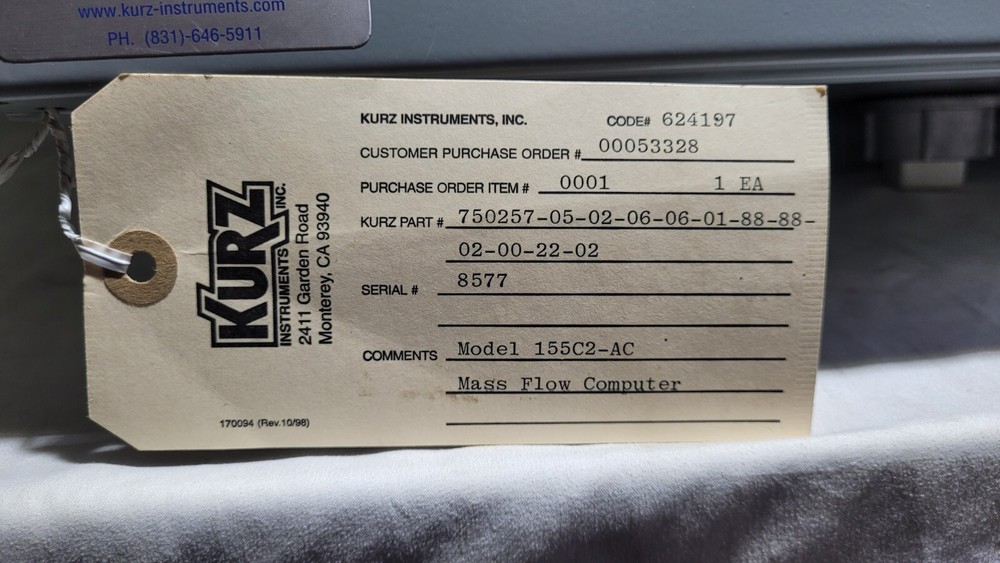 www.kurz-instruments.com
PH. (831)-646-5911
KURZ INSTRUMENTS INC.
2411 Garden Road
Monterey, CA 93940
KURZ INSTRUMENTS, INC. CODE# 624197
CUSTOMER PURCHASE ORDER # 00053328
PURCHASE ORDER ITEM # 0001 1 EA
KURZ PART # 750257-05-02-06-06-01-88-88-
02-00-22-02
SERIAL # 8577
COMMENTS Model 155C2-AC
Mass Flow Computer
170094 (Rev.10/98)